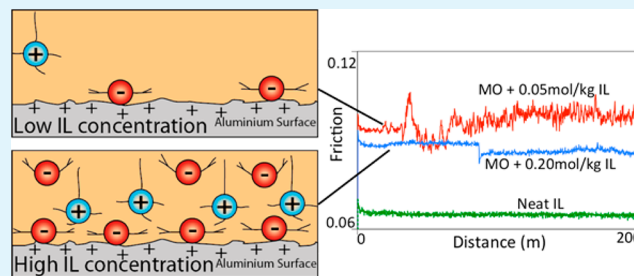 Low IL concentration
Aluminium Surface
High IL concentration
Aluminium Surface
0.12
Friction
0.06
MO + 0.05mol/kg IL
MO + 0.20mol/kg IL
Neat IL
0
Distance (m)